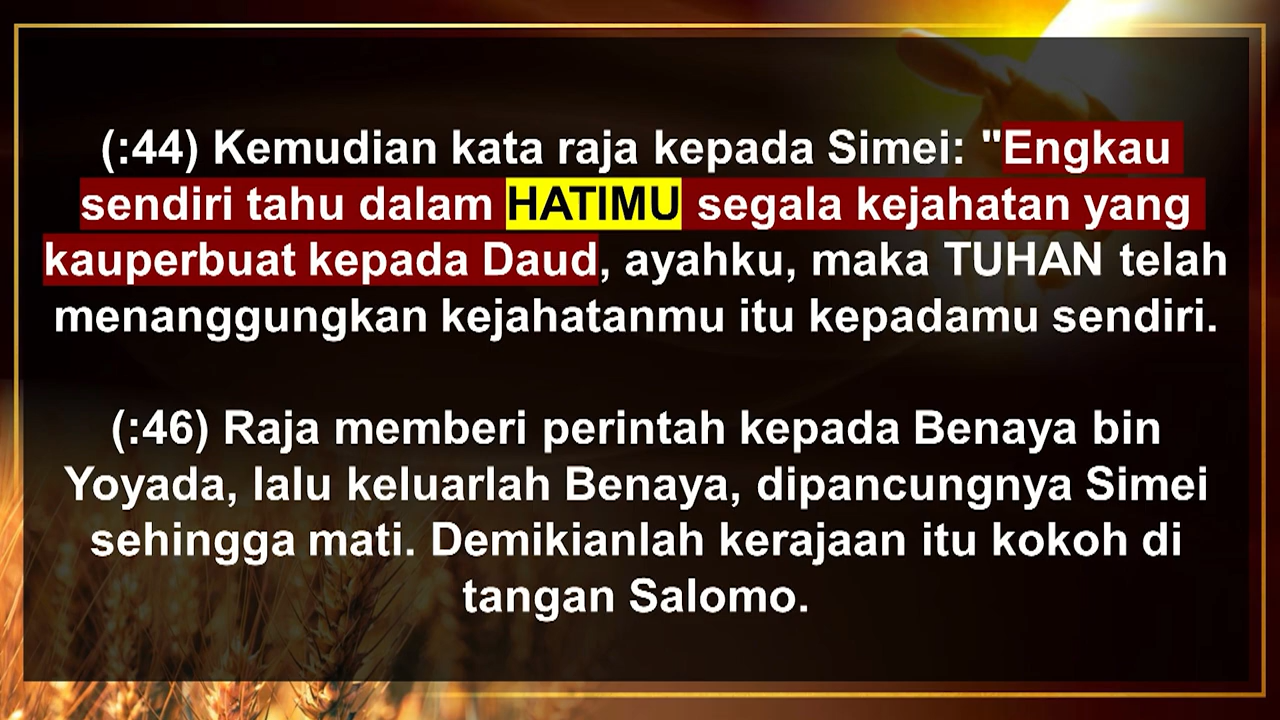 (:44) Kemudian kata raja kepada Simei: "Engkau
sendiri tahu dalam HATIMU segala kejahatan yang
kauperbuat kepada Daud, ayahku, maka TUHAN telah
menanggungkan kejahatanmu itu kepadamu sendiri.
(:46) Raja memberi perintah kepada Benaya bin
Yoyada, lalu keluarlah Benaya, dipancungnya Simei
sehingga mati. Demikianlah kerajaan itu kokoh di
tangan Salomo.